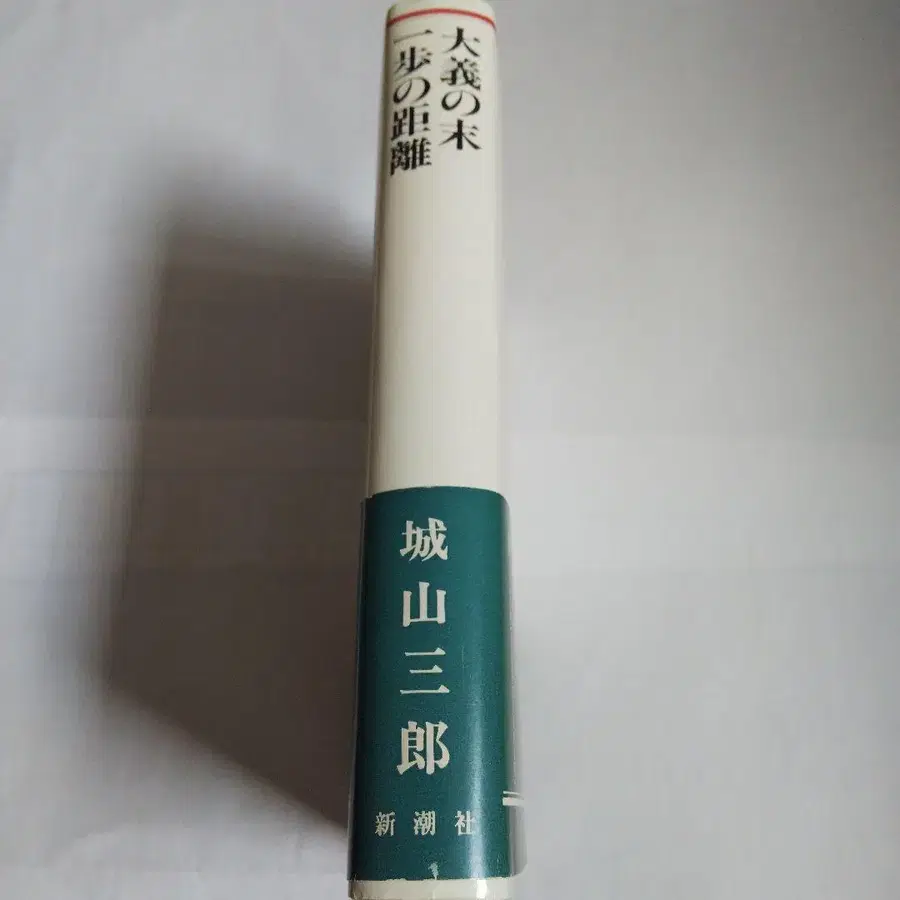 大義の末
一歩の距離
城山三郎
新潮社